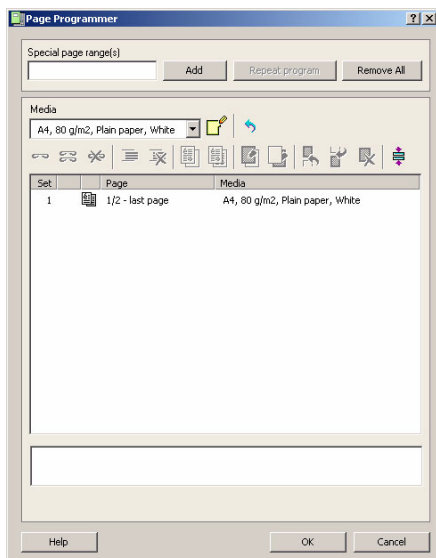 Page Programmer
Special page range(s)
Add
Repeat program
Remove All
Media
A4, 80 g/m2, Plain paper, White
Set Page Media
1 1/2 - last page A4, 80 g/m2, Plain paper, White
Help
OK
Cancel